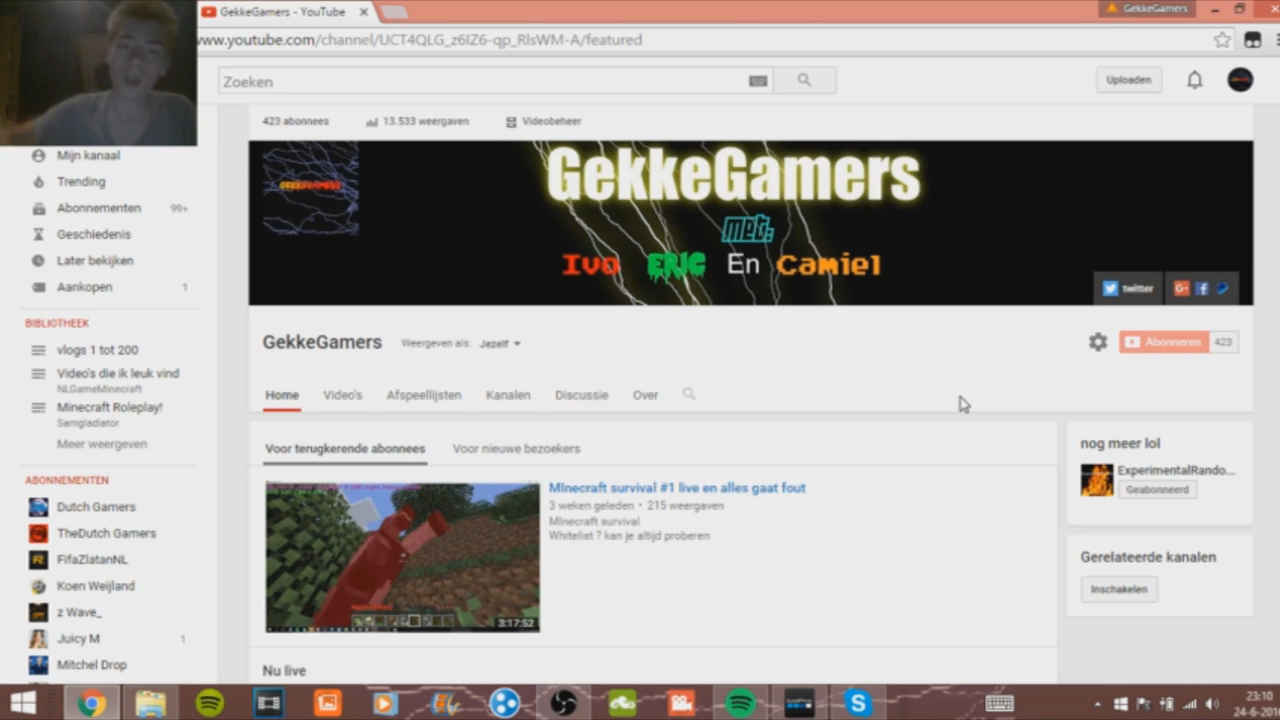 GekkeGamers - YouTube
GekkeGamers
www.youtube.com/channel/UCT4QLG_z6IZ6-qp_RlsWM-A/featured
Zoeken
Uploaden
423 abonnees
13.533 weergaven
Videobeheer
GekkeGamers
met:
Ivo ERIC En Camiel
twitter
Mijn kanaal
Trending
Abonnementen 99+
Geschiedenis
Later bekijken
Aankopen 1
BIBLIOTHEEK
vlogs 1 tot 200
Video's die ik leuk vind
NLGameMinecraft
Minecraft Roleplay!
Samgladiator
Meer weergeven
ABONNEMENTEN
Dutch Gamers
TheDutch Gamers
FifaZlatanNL
Koen Weijland
z Wave_
Juicy M 1
Mitchel Drop
GekkeGamers
Weergeven als: Jezelf
Abonneren 423
Home Video's Afspeellijsten Kanalen Discussie Over
Voor terugkerende abonnees
Voor nieuwe bezoekers
MInecraft survival #1 live en alles gaat fout
3 weken geleden • 215 weergaven
MInecraft survival
Whitelist ? kan je altijd proberen
3:17:52
Nu live
nog meer lol
ExperimentalRando...
Geabonneerd
Gerelateerde kanalen
Inschakelen
23:10